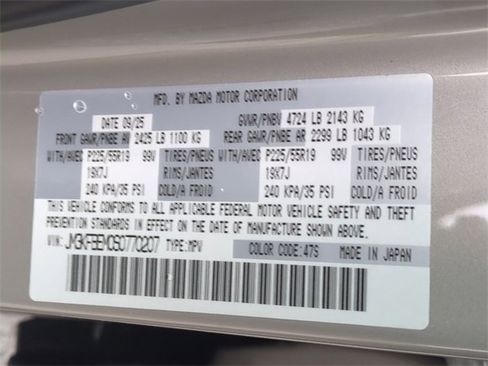 MFD. BY MAZDA MOTOR CORPORATION
DATE 09/25 GVWR/PNBV 4724 LB 2143 KG
FRONT GAWR/PNBE AV 2425 LB 1100 KG REAR GAWR/PNBE AR 2299 LB 1043 KG
WITH/AVEC P225/55R19 99V TIRES/PNEUS WITH/AVEC P225/55R19 99V TIRES/PNEUS
19X7J RIMS/JANTES 19X7J RIMS/JANTES
240 KPA/35 PSI COLD/A FROID 240 KPA/35 PSI COLD/A FROID
THIS VEHICLE CONFORMS TO ALL APPLICABLE FEDERAL MOTOR VEHICLE SAFETY AND THEFT
PREVENTION STANDARDS IN EFFECT ON THE DATE OF MANUFACTURE SHOWN ABOVE.
VIN: TYPE:MPV COLOR CODE:47S MADE IN JAPAN